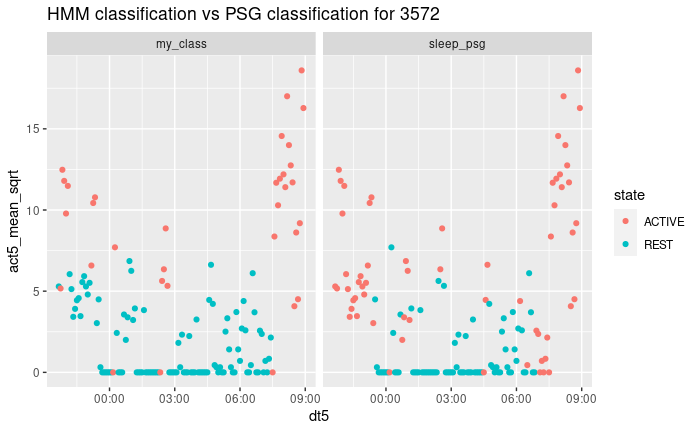 HMM classification vs PSG classification for 3572
my_class
sleep_psg
act5_mean_sqrt
15
10
5
0
00:00
03:00
06:00
09:00
00:00
03:00
06:00
09:00
dt5
state
ACTIVE
REST